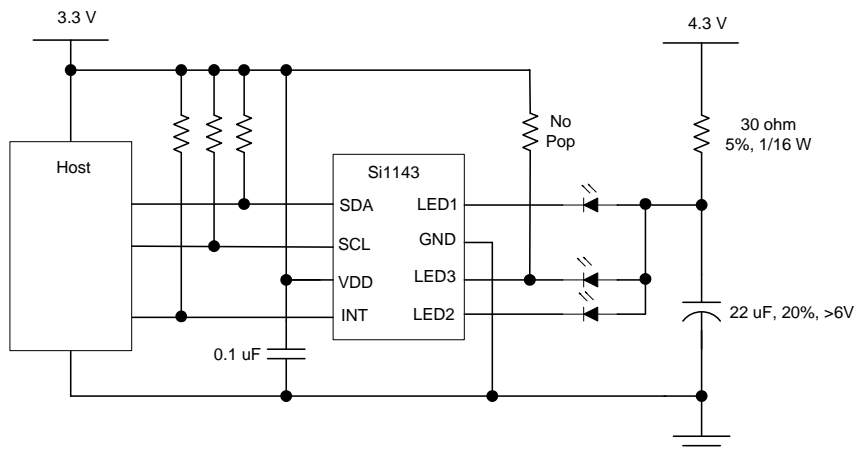 3.3 V
4.3 V
No
Pop
30 ohm
5%, 1/16 W
Host
Si1143
SDA
LED1
SCL
GND
VDD
LED3
INT
LED2
22 uF, 20%, >6V
0.1 uF